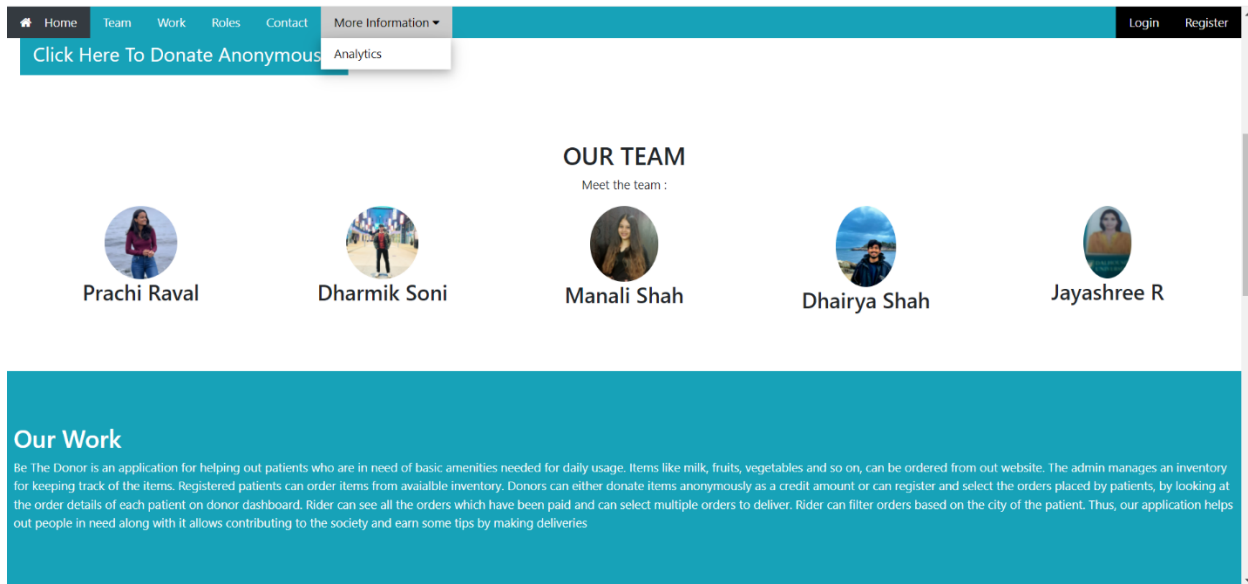 Home Team Work Roles Contact More Information Login Register
Click Here To Donate Anonymous
Analytics
OUR TEAM
Meet the team :
Prachi Raval Dharmik Soni Manali Shah Dhairya Shah Jayashree R
Our Work
Be The Donor is an application for helping out patients who are in need of basic amenities needed for daily usage. Items like milk, fruits, vegetables and so on, can be ordered from out website. The admin manages an inventory
for keeping track of the items. Registered patients can order items from avaialble inventory. Donors can either donate items anonymously as a credit amount or can register and select the orders placed by patients, by looking at
the order details of each patient on donor dashboard. Rider can see all the orders which have been paid and can select multiple orders to deliver. Rider can filter orders based on the city of the patient. Thus, our application helps
out people in need along with it allows contributing to the society and earn some tips by making deliveries